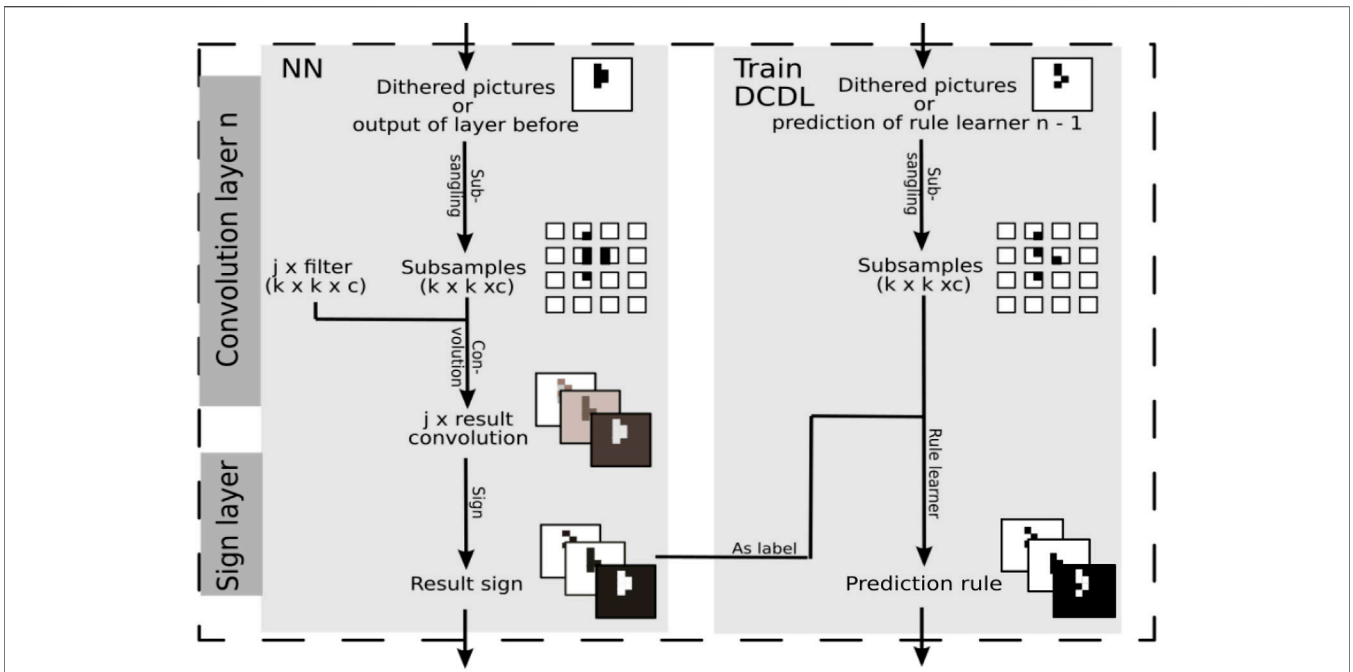 Convolution layer n
Sign layer
NN
Dithered pictures
or
output of layer before
Sub-
sangling
j x filter
(k x k x c)
Subsamples
(k x k xc)
Con-
volution
j x result
convolution
Sign
Result sign
As label
Train
DCDL
Dithered pictures
or
prediction of rule learner n - 1
Sub-
sangling
Subsamples
(k x k xc)
Rule learner
Prediction rule